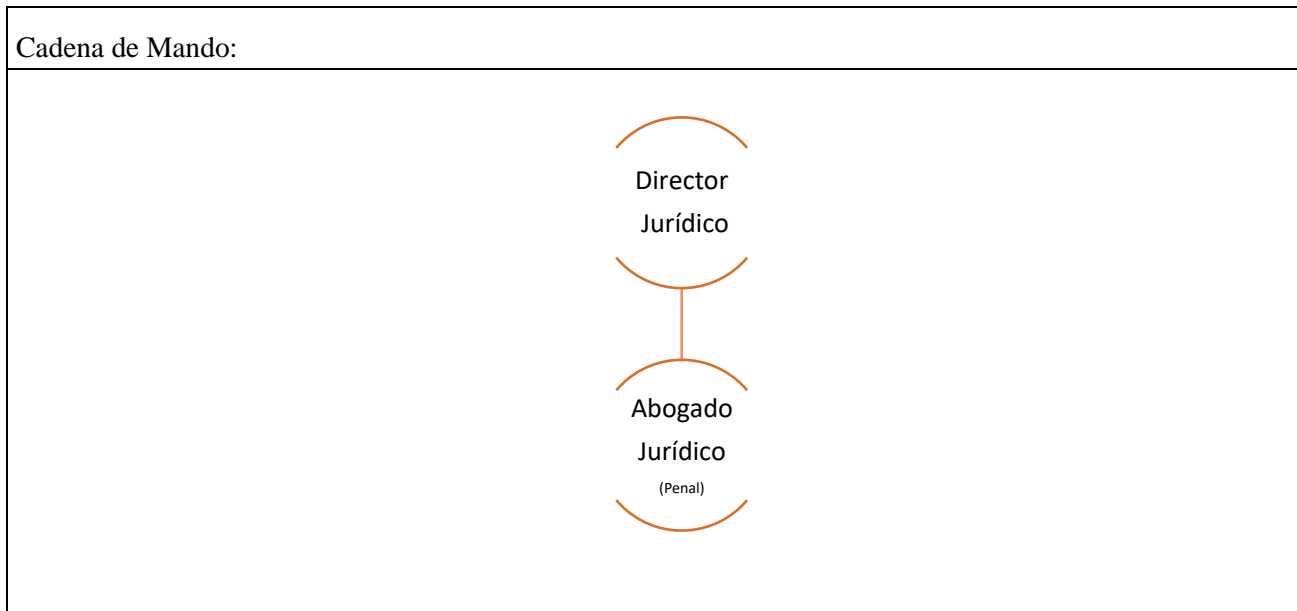 Cadena de Mando:
Director
Jurídico
Abogado
Jurídico
(Penal)